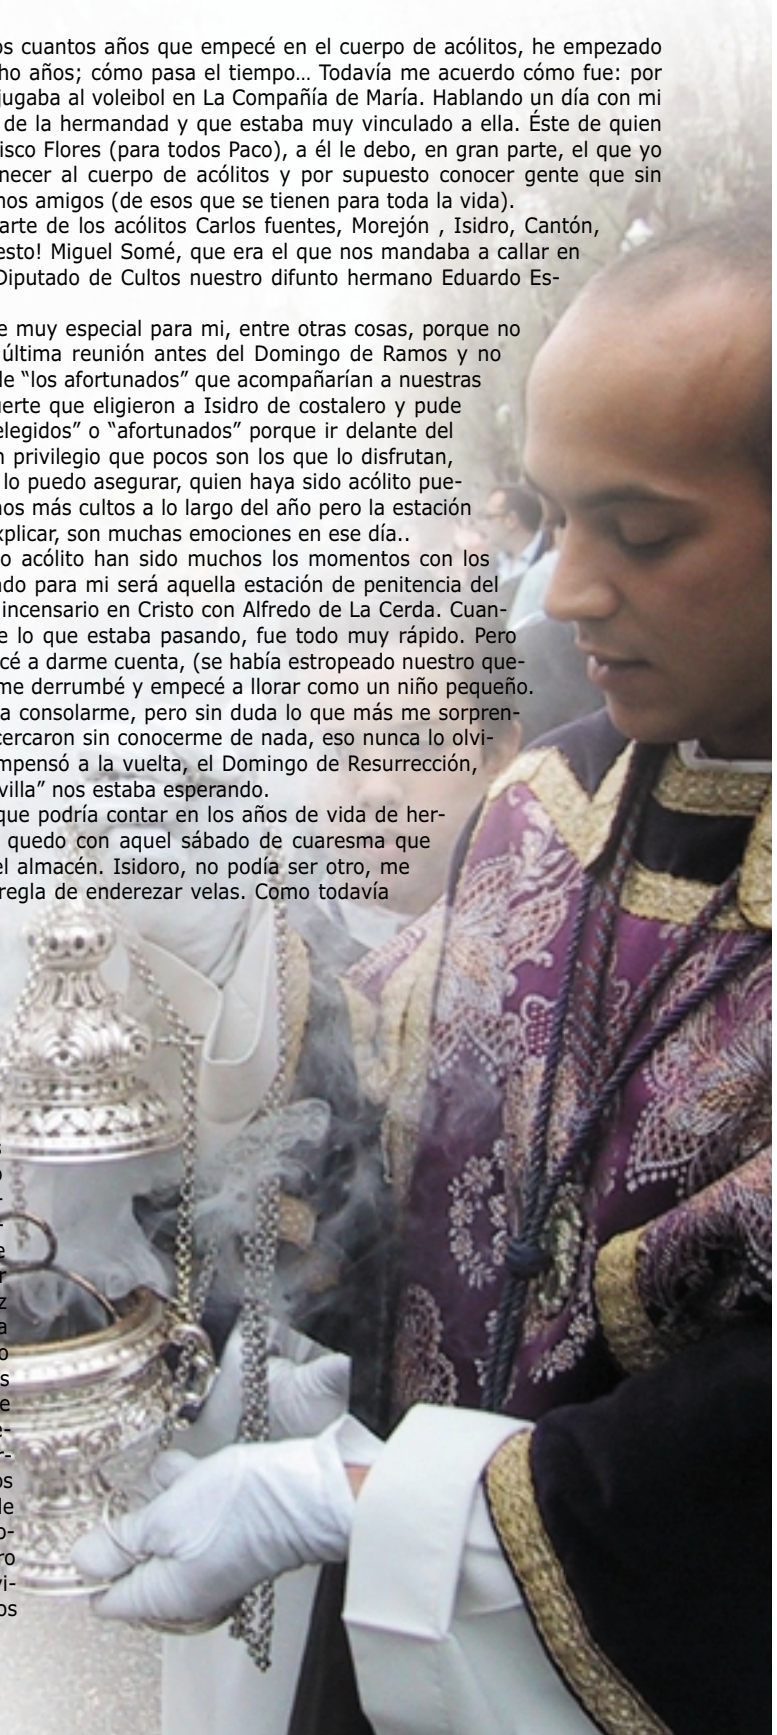 os cuantos años que empecé en el cuerpo de acólitos, he empezado
ho años; cómo pasa el tiempo… Todavía me acuerdo cómo fue: por
jugaba al voleibol en La Compañía de María. Hablando un día con mi
de la hermandad y que estaba muy vinculado a ella. Éste de quien
isco Flores (para todos Paco), a él le debo, en gran parte, el que yo
necer al cuerpo de acólitos y por supuesto conocer gente que sin
nos amigos (de esos que se tienen para toda la vida).
arte de los acólitos Carlos fuentes, Morejón , Isidro, Cantón,
esto! Miguel Somé, que era el que nos mandaba a callar en
Diputado de Cultos nuestro difunto hermano Eduardo Es-
e muy especial para mi, entre otras cosas, porque no
última reunión antes del Domingo de Ramos y no
de “los afortunados” que acompañarían a nuestras
uerte que eligieron a Isidro de costalero y pude
elegidos” o “afortunados” porque ir delante del
n privilegio que pocos son los que lo disfrutan,
lo puedo asegurar, quien haya sido acólito pue-
nos más cultos a lo largo del año pero la estación
xplicar, son muchas emociones en ese día..
o acólito han sido muchos los momentos con los
ado para mi será aquella estación de penitencia del
incensario en Cristo con Alfredo de La Cerda. Cuan-
e lo que estaba pasando, fue todo muy rápido. Pero
cé a darme cuenta, (se había estropeado nuestro que-
me derrumbé y empecé a llorar como un niño pequeño.
a consolarme, pero sin duda lo que más me sorpren-
cercaron sin conocerme de nada, eso nunca lo olvi-
mpensó a la vuelta, el Domingo de Resurrección,
villa” nos estaba esperando.
que podría contar en los años de vida de her-
quedo con aquel sábado de cuaresma que
el almacén. Isidoro, no podía ser otro, me
regla de enderezar velas. Como todavía
s
o
-
-
e
r
z
a
o
s
e
e-
r-
os
de
o-
ro
vi-
os